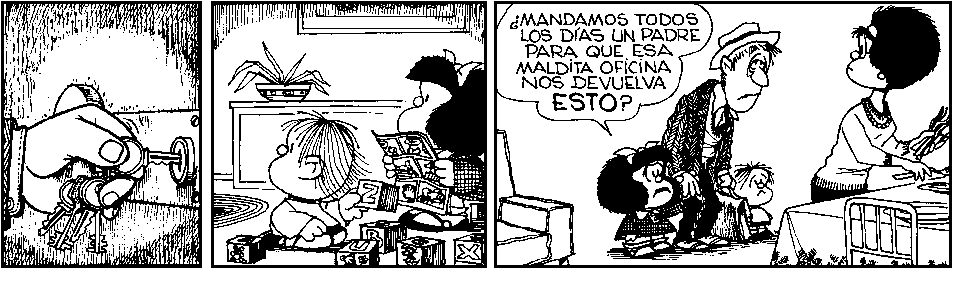 ¿MANDAMOS TODOS
LOS DÍAS UN PADRE
PARA QUE ESA
MALDITA OFICINA
NOS DEVUELVA
ESTO?